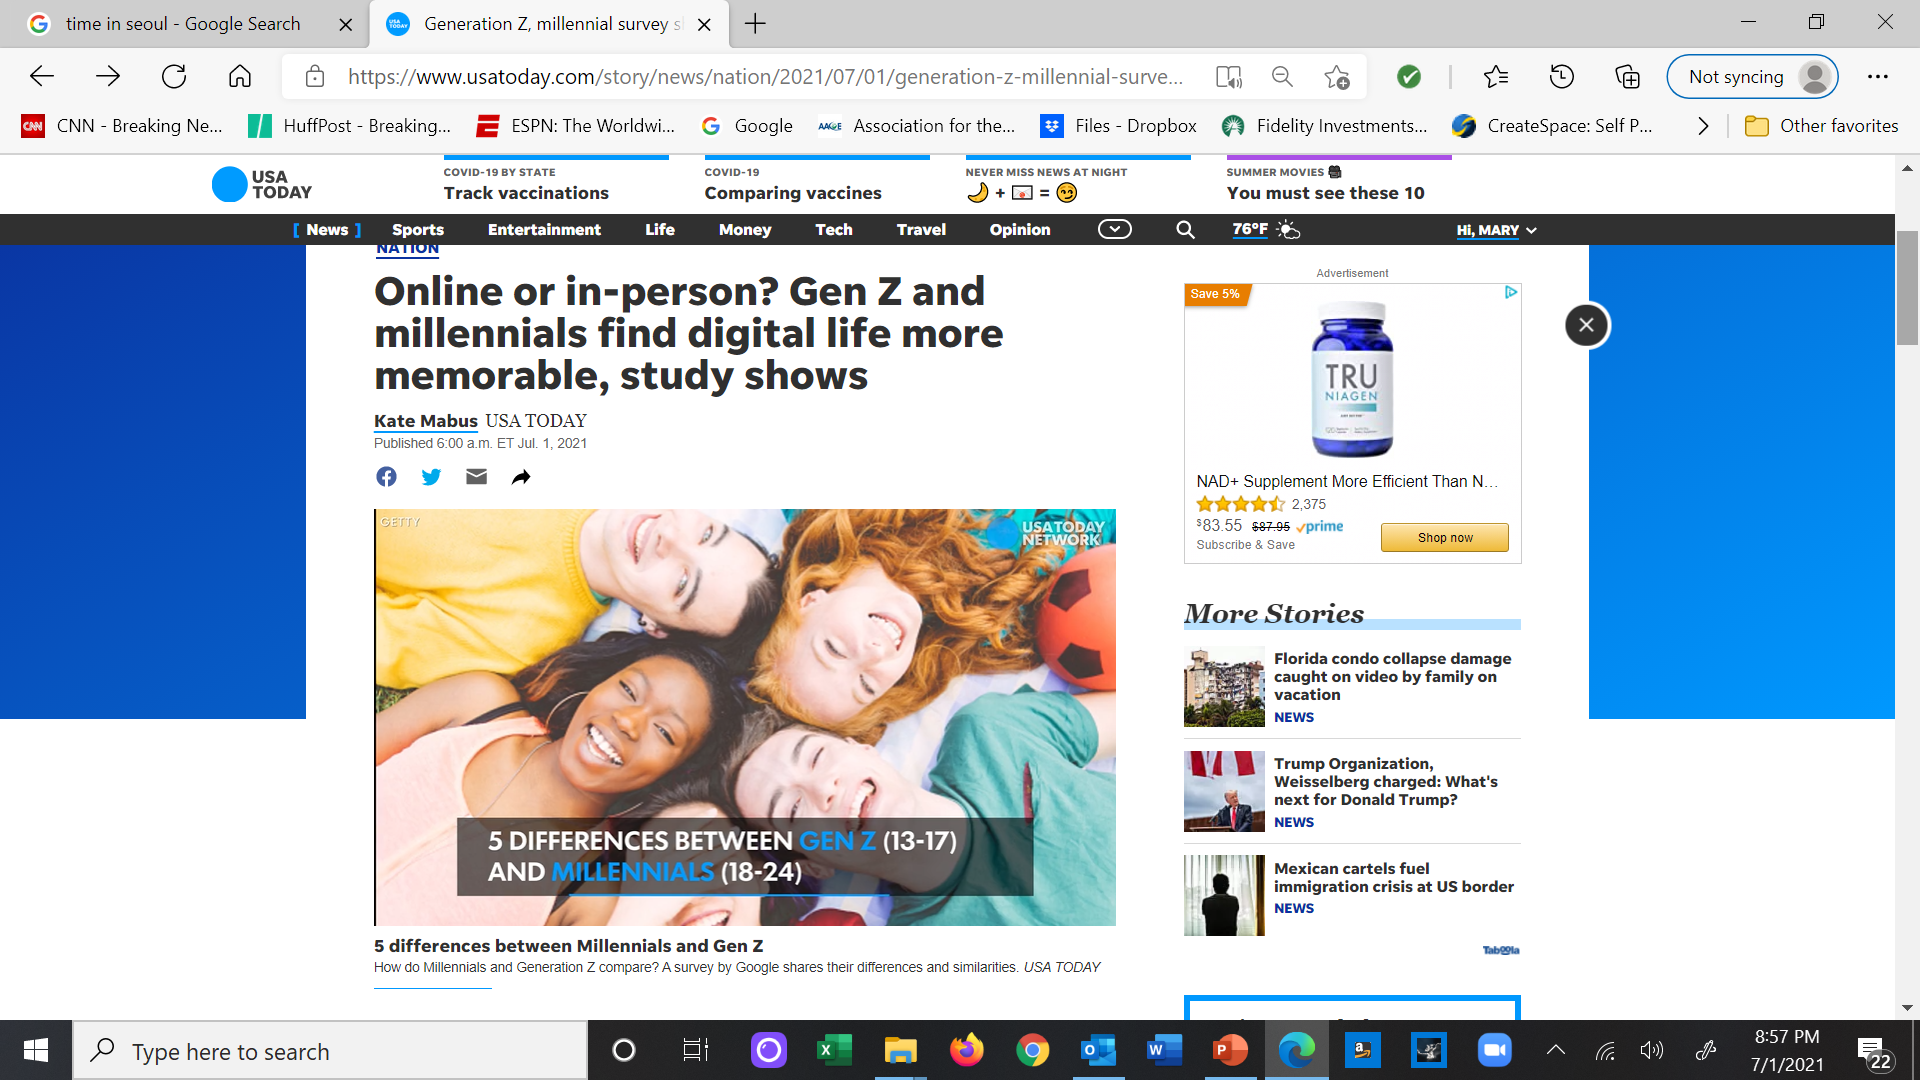 time in seoul - Google Search
Generation Z, millennial survey s
https://www.usatoday.com/story/news/nation/2021/07/01/generation-z-millennial-surve...
Not syncing
CNN
CNN - Breaking Ne...
HuffPost - Breaking...
ESPN: The Worldwi...
Google
Association for the...
Files - Dropbox
Fidelity Investments...
CreateSpace: Self P...
Other favorites
USA
TODAY
COVID-19 BY STATE
Track vaccinations
COVID-19
Comparing vaccines
NEVER MISS NEWS AT NIGHT
🌙 + 💌 = 😏
SUMMER MOVIES 🎥
You must see these 10
[ News ] Sports Entertainment Life Money Tech Travel Opinion 76°F Hi, MARY
NATION
Online or in-person? Gen Z and
millennials find digital life more
memorable, study shows
Kate Mabus USA TODAY
Published 6:00 a.m. ET Jul. 1, 2021
GETTY
USA TODAY
NETWORK
5 DIFFERENCES BETWEEN GEN Z (13-17)
AND MILLENNIALS (18-24)
5 differences between Millennials and Gen Z
How do Millennials and Generation Z compare? A survey by Google shares their differences and similarities. USA TODAY
Advertisement
Save 5%
TRU
NIAGEN
NAD+ Supplement More Efficient Than N...
2,375
$83.55 $87.95 prime
Subscribe & Save
Shop now
More Stories
Florida condo collapse damage
caught on video by family on
vacation
NEWS
Trump Organization,
Weisselberg charged: What's
next for Donald Trump?
NEWS
Mexican cartels fuel
immigration crisis at US border
NEWS
Taboola
Type here to search
8:57 PM
7/1/2021
22